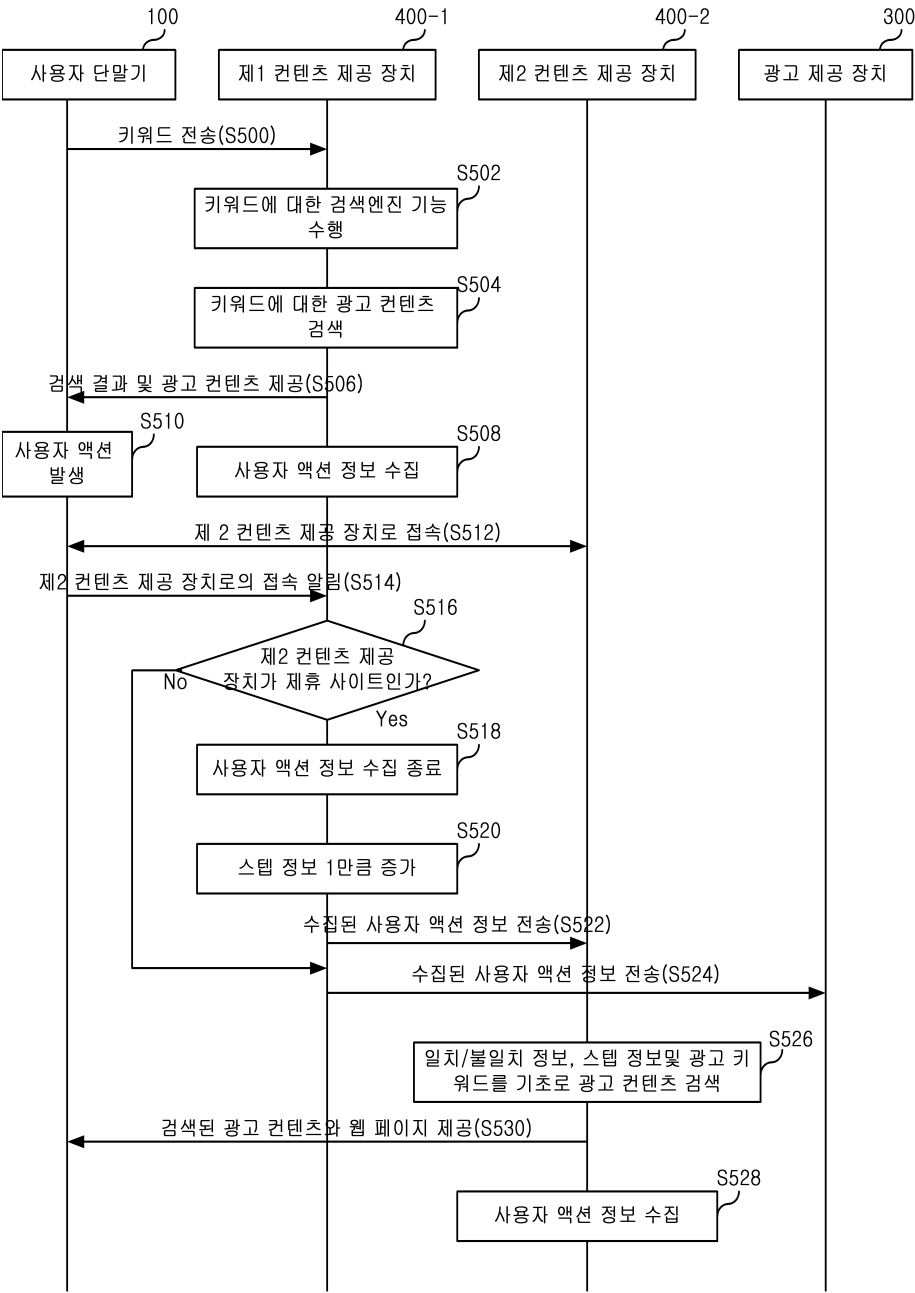 100
400-1
400-2
300
사용자 단말기
제1 컨텐츠 제공 장치
제2 컨텐츠 제공 장치
광고 제공 장치
키워드 전송(S500)
S502
키워드에 대한 검색엔진 기능
수행
S504
키워드에 대한 광고 컨텐츠
검색
검색 결과 및 광고 컨텐츠 제공(S506)
S510
사용자 액션
발생
S508
사용자 액션 정보 수집
제 2 컨텐츠 제공 장치로 접속(S512)
제2 컨텐츠 제공 장치로의 접속 알림(S514)
S516
제2 컨텐츠 제공
장치가 제휴 사이트인가?
No
Yes
S518
사용자 액션 정보 수집 종료
S520
스텝 정보 1만큼 증가
수집된 사용자 액션 정보 전송(S522)
수집된 사용자 액션 정보 전송(S524)
S526
일치/불일치 정보, 스텝 정보및 광고 키
워드를 기초로 광고 컨텐츠 검색
검색된 광고 컨텐츠와 웹 페이지 제공(S530)
S528
사용자 액션 정보 수집